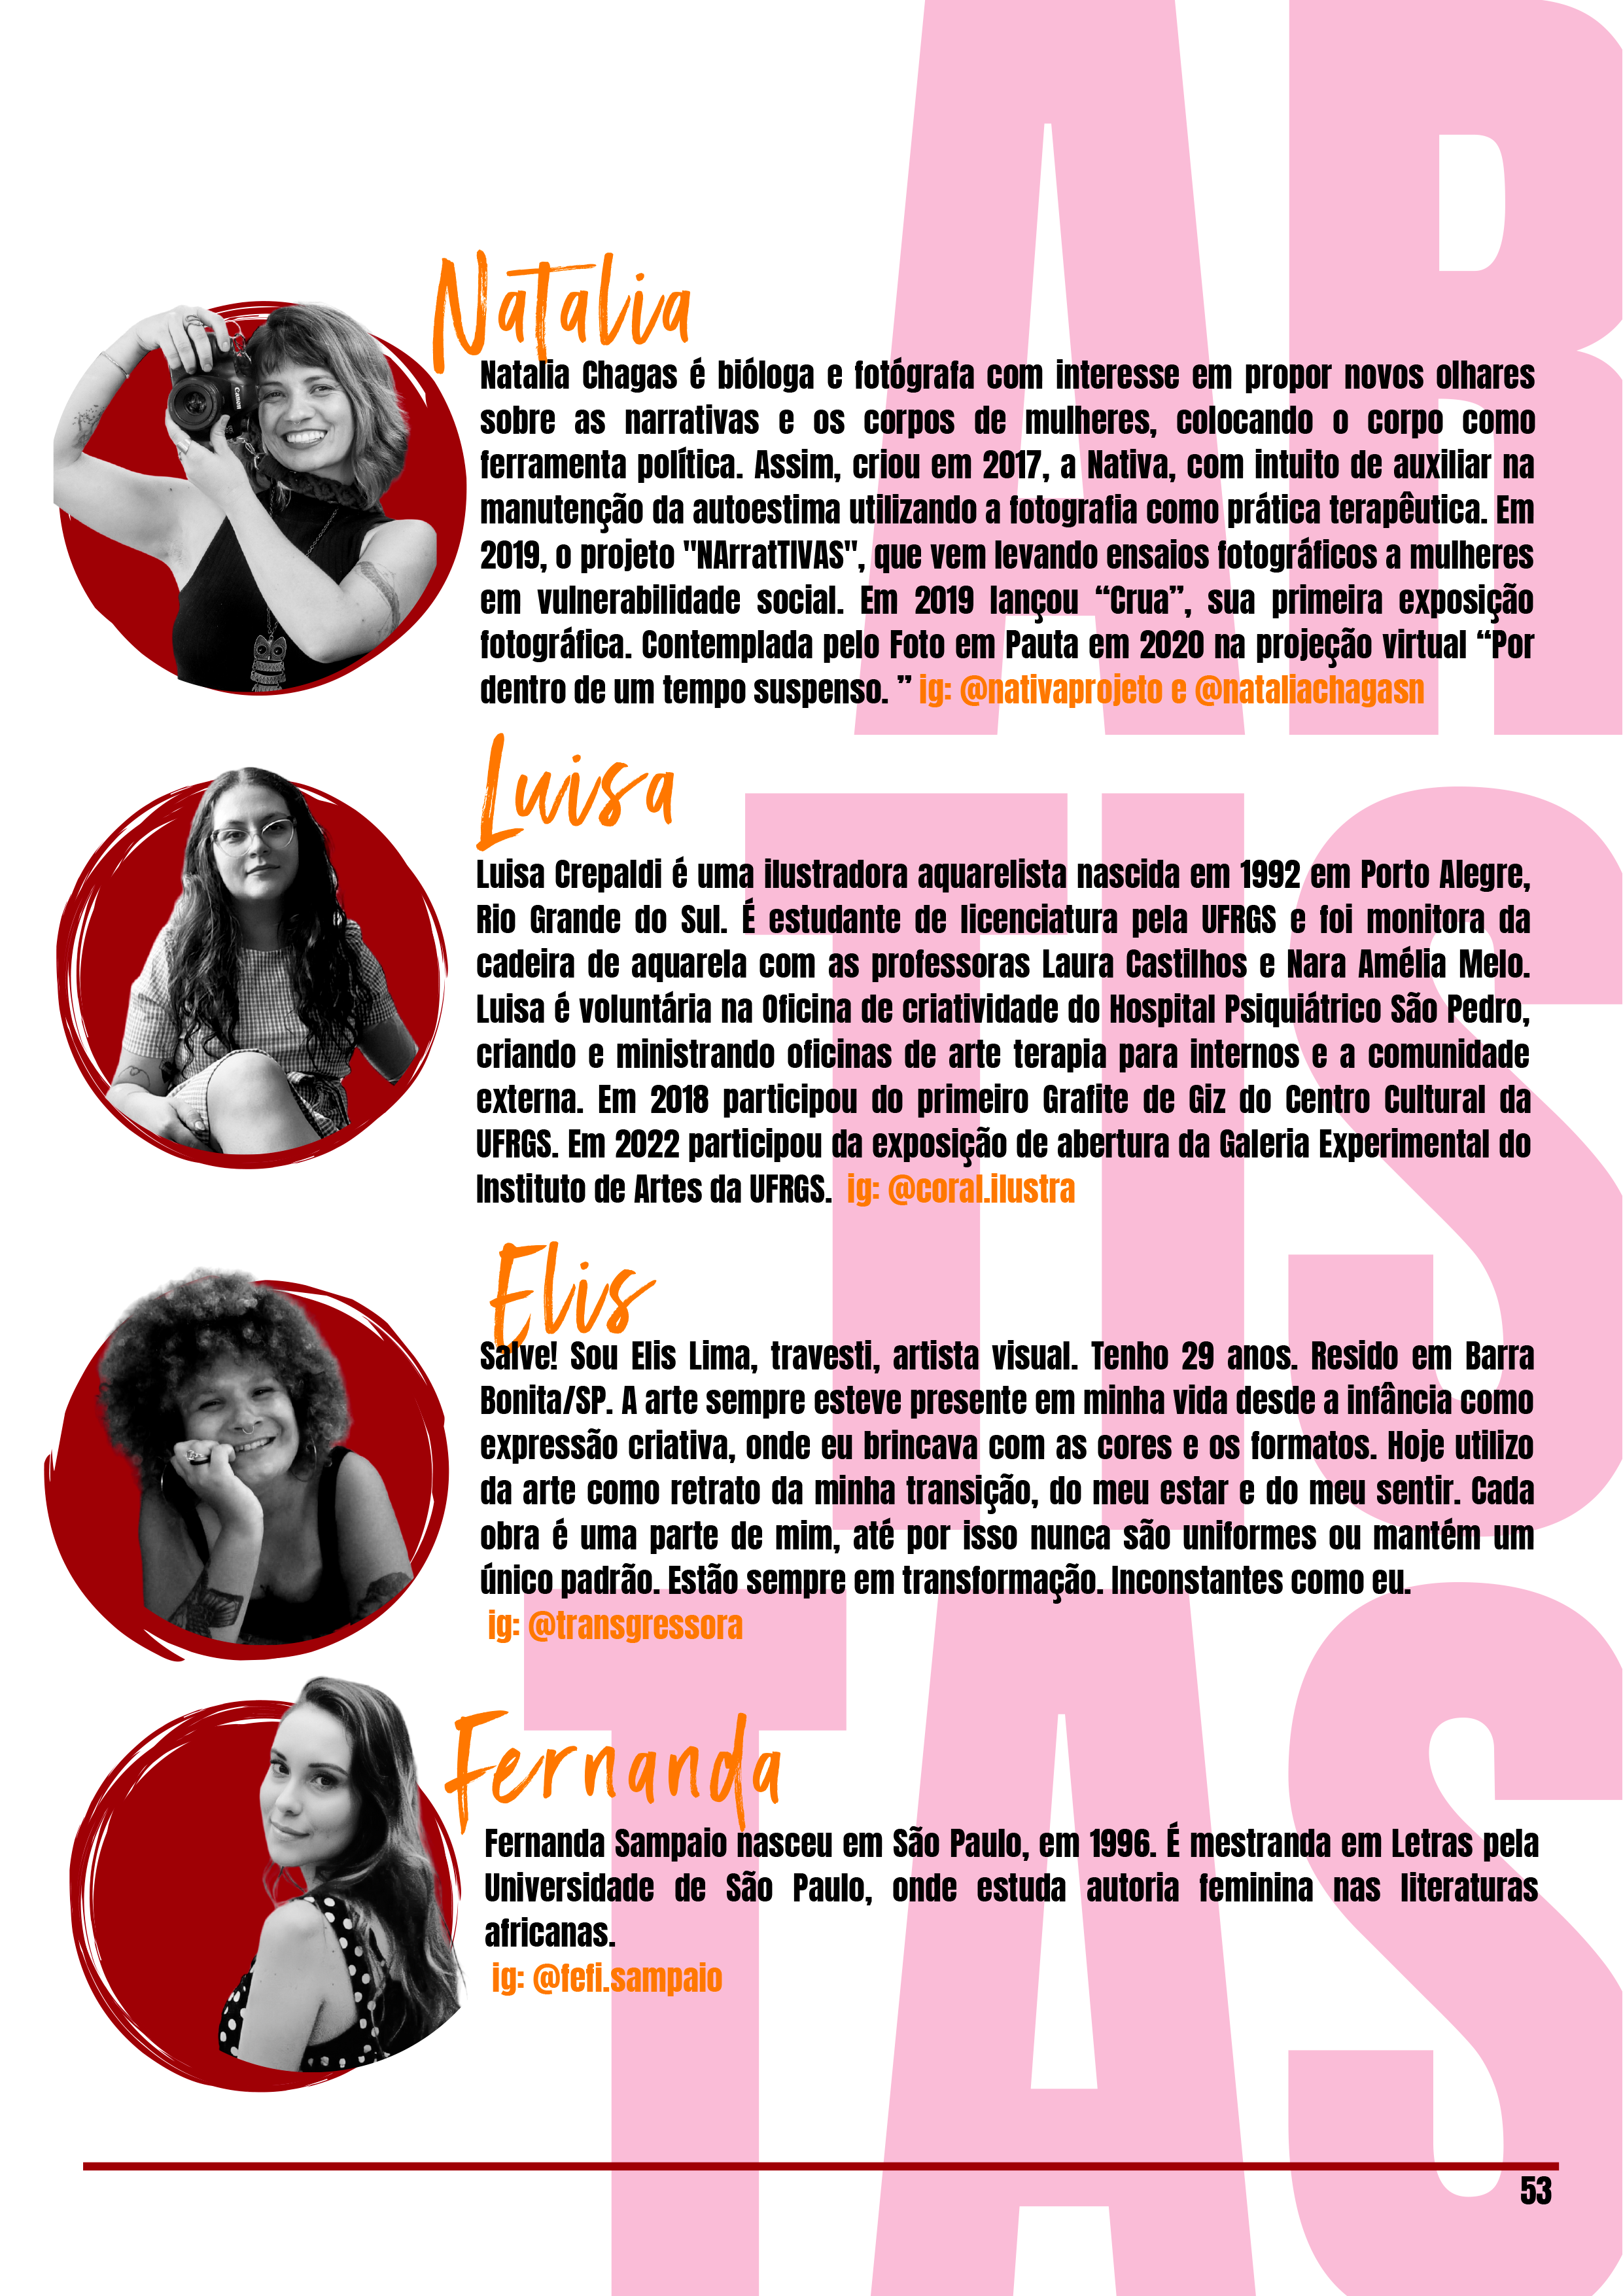 AR
TIS
TAS
Natalia
Natalia Chagas é bióloga e fotógrafa com interesse em propor novos olhares
sobre as narrativas e os corpos de mulheres, colocando o corpo como
ferramenta política. Assim, criou em 2017, a Nativa, com intuito de auxiliar na
manutenção da autoestima utilizando a fotografia como prática terapêutica. Em
2019, o projeto "NArratTIVAS", que vem levando ensaios fotográficos a mulheres
em vulnerabilidade social. Em 2019 lançou “Crua”, sua primeira exposição
fotográfica. Contemplada pelo Foto em Pauta em 2020 na projeção virtual “Por
dentro de um tempo suspenso. ” ig: @nativaprojeto e @nataliachagasn
Canon
Luisa
Luisa Crepaldi é uma ilustradora aquarelista nascida em 1992 em Porto Alegre,
Rio Grande do Sul. É estudante de licenciatura pela UFRGS e foi monitora da
cadeira de aquarela com as professoras Laura Castilhos e Nara Amélia Melo.
Luisa é voluntária na Oficina de criatividade do Hospital Psiquiátrico São Pedro,
criando e ministrando oficinas de arte terapia para internos e a comunidade
externa. Em 2018 participou do primeiro Grafite de Giz do Centro Cultural da
UFRGS. Em 2022 participou da exposição de abertura da Galeria Experimental do
Instituto de Artes da UFRGS. ig: @coral.ilustra
Elis
Salve! Sou Elis Lima, travesti, artista visual. Tenho 29 anos. Resido em Barra
Bonita/SP. A arte sempre esteve presente em minha vida desde a infância como
expressão criativa, onde eu brincava com as cores e os formatos. Hoje utilizo
da arte como retrato da minha transição, do meu estar e do meu sentir. Cada
obra é uma parte de mim, até por isso nunca são uniformes ou mantém um
único padrão. Estão sempre em transformação. Inconstantes como eu.
ig: @transgressora
Fernanda
Fernanda Sampaio nasceu em São Paulo, em 1996. É mestranda em Letras pela
Universidade de São Paulo, onde estuda autoria feminina nas literaturas
africanas.
ig: @fefi.sampaio
53